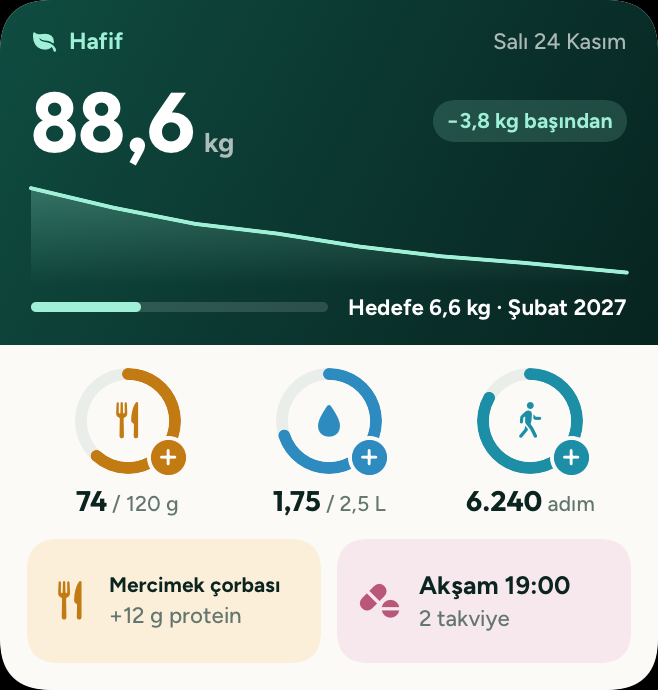 Hafif
Salı 24 Kasım
88,6 kg
−3,8 kg başından
Hedefe 6,6 kg · Şubat 2027
74 / 120 g
1,75 / 2,5 L
6.240 adım
Mercimek çorbası
+12 g protein
Akşam 19:00
2 takviye